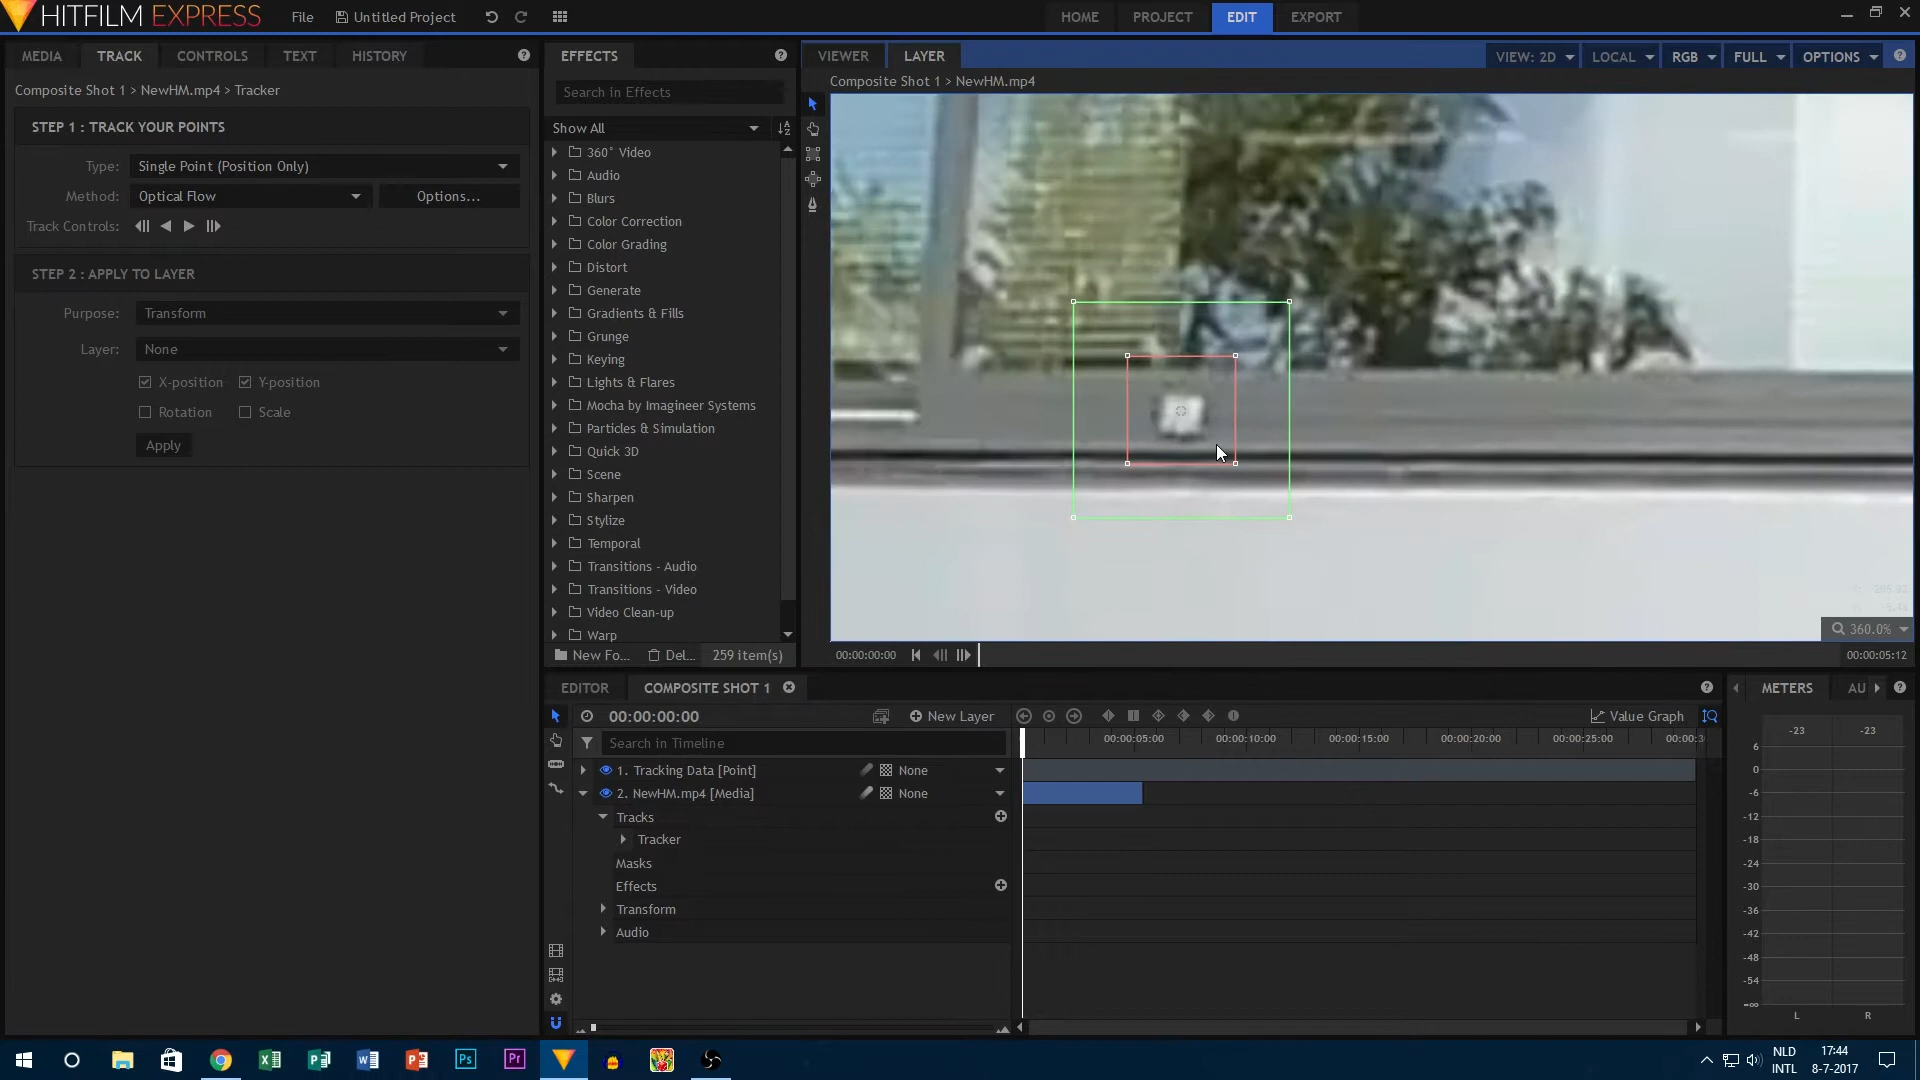 HITFILM EXPRESS
File
Untitled Project
HOME
PROJECT
EDIT
EXPORT
MEDIA
TRACK
CONTROLS
TEXT
HISTORY
Composite Shot 1 > NewHM.mp4 > Tracker
STEP 1 : TRACK YOUR POINTS
Type: Single Point (Position Only)
Method: Optical Flow Options...
Track Controls:
STEP 2 : APPLY TO LAYER
Purpose: Transform
Layer: None
X-position Y-position
Rotation Scale
Apply
EFFECTS
Search in Effects
Show All
360° Video
Audio
Blurs
Color Correction
Color Grading
Distort
Generate
Gradients & Fills
Grunge
Keying
Lights & Flares
Mocha by Imagineer Systems
Particles & Simulation
Quick 3D
Scene
Sharpen
Stylize
Temporal
Transitions - Audio
Transitions - Video
Video Clean-up
Warp
New Fo... Del... 259 item(s)
VIEWER
LAYER
VIEW: 2D LOCAL RGB FULL OPTIONS
Composite Shot 1 > NewHM.mp4
360.0%
00:00:00:00
00:00:05:12
EDITOR
COMPOSITE SHOT 1
00:00:00:00
New Layer
Value Graph
Search in Timeline
00:00:05:00 00:00:10:00 00:00:15:00 00:00:20:00 00:00:25:00 00:00:3
1. Tracking Data [Point] None
2. NewHM.mp4 [Media] None
Tracks
Tracker
Masks
Effects
Transform
Audio
METERS
AU
-23 -23
6
0
-6
-12
-18
-24
-30
-36
-42
-48
-54
-∞
L R
NLD
INTL
17:44
8-7-2017